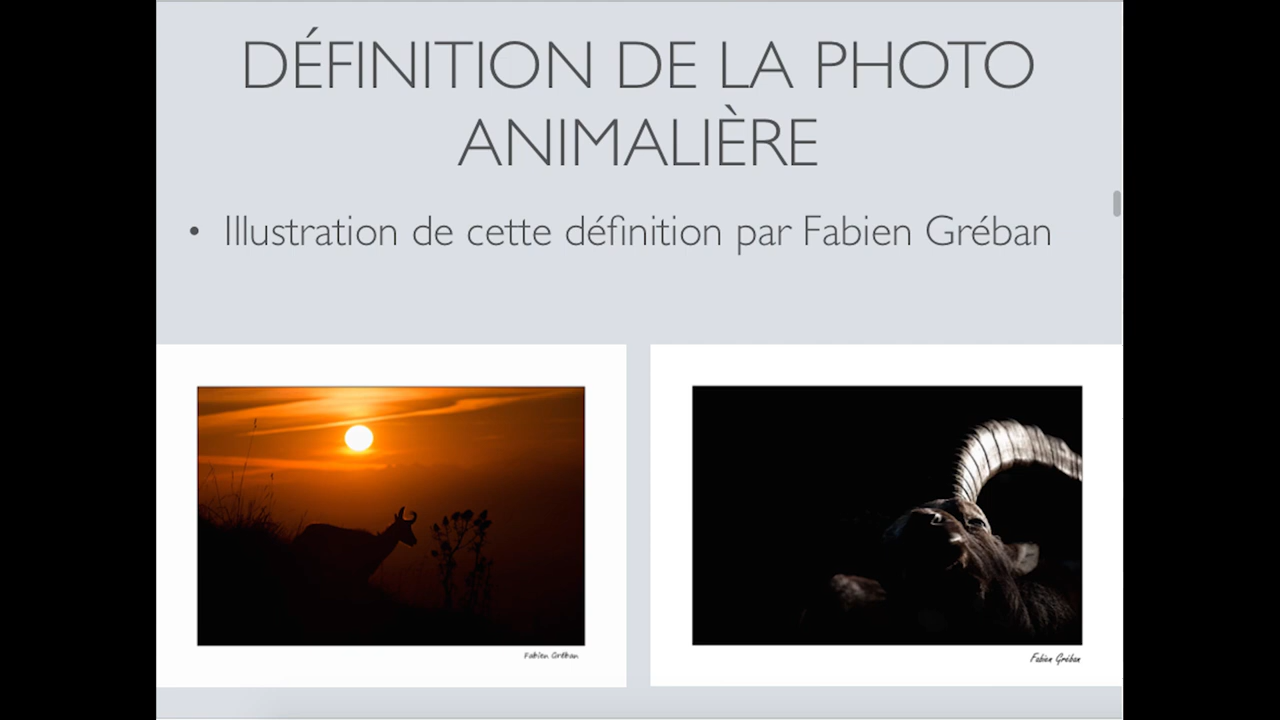 DÉFINITION DE LA PHOTO
ANIMALIÈRE
• Illustration de cette définition par Fabien Gréban
Fabien Gréban
Fabien Gréban